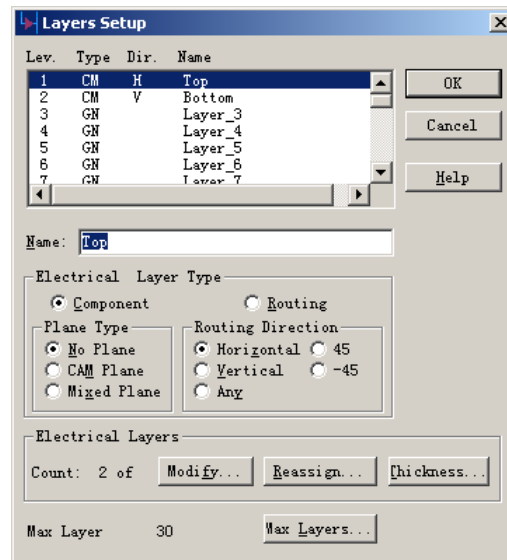 Layers Setup
Lev. Type Dir. Name
1 CM H Top
2 CM V Bottom
3 GN Layer_3
4 GN Layer_4
5 GN Layer_5
6 GN Layer_6
7 GN Layer_7
OK
Cancel
Help
Name: Top
Electrical Layer Type
Component Routing
Plane Type Routing Direction
No Plane Horizontal 45
CAM Plane Vertical -45
Mixed Plane Any
Electrical Layers
Count: 2 of Modify... Reassign... Thickness...
Max Layer 30 Max Layers...